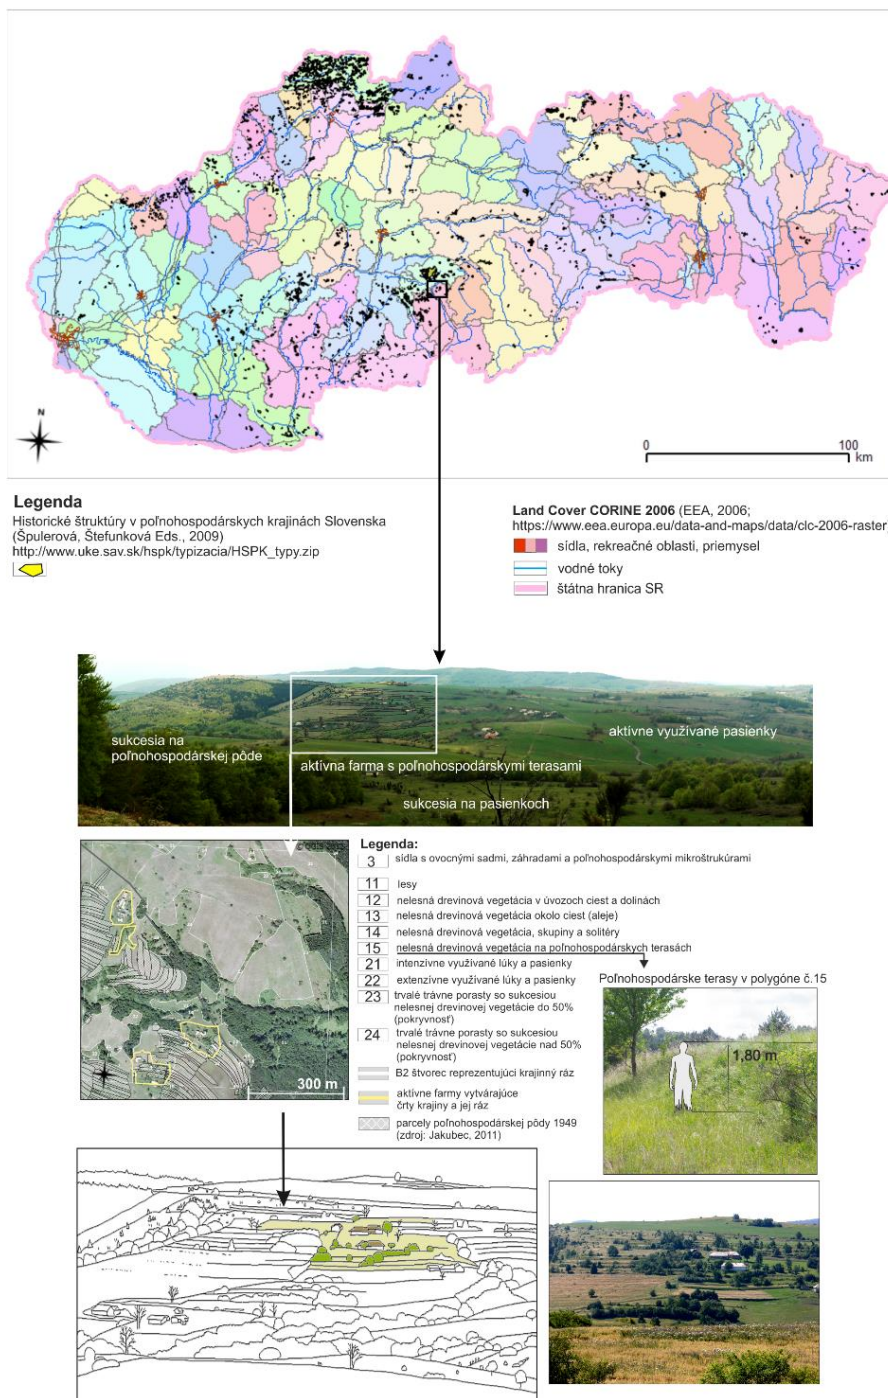 N
0
100
km
Legenda
Historické štruktúry v poľnohospodárskych krajinách Slovenska
(Špulerová, Štefunková Eds., 2009)
http://www.uke.sav.sk/hspk/typizacia/HSPK_typy.zip
Land Cover CORINE 2006 (EEA, 2006;
https://www.eea.europa.eu/data-and-maps/data/clc-2006-raster
sídla, rekreačné oblasti, priemysel
vodné toky
štátna hranica SR
sukcesia na
poľnohospodárskej pôde
aktívna farma s poľnohospodárskymi terasami
aktívne využívané pasienky
sukcesia na pasienkoch
300 m
Legenda:
3 sídla s ovocnými sadmi, záhradami a poľnohospodárskymi mikroštrukúrami
11 lesy
12 nelesná drevinová vegetácia v úvozoch ciest a dolinách
13 nelesná drevinová vegetácia okolo ciest (aleje)
14 nelesná drevinová vegetácia, skupiny a solitéry
15 nelesná drevinová vegetácia na poľnohospodárskych terasách
21 intenzívne využívané lúky a pasienky
22 extenzívne využívané lúky a pasienky
23 trvalé trávne porasty so sukcesiou
nelesnej drevinovej vegetácie do 50%
(pokryvnosť)
24 trvalé trávne porasty so sukcesiou
nelesnej drevinovej vegetácie nad 50%
(pokryvnosť)
B2 štvorec reprezentujúci krajinný ráz
aktívne farmy vytvárajúce
črty krajiny a jej ráz
parcely poľnohospodárskej pôdy 1949
(zdroj: Jakubec, 2011)
Poľnohospodárske terasy v polygóne č.15
1,80 m